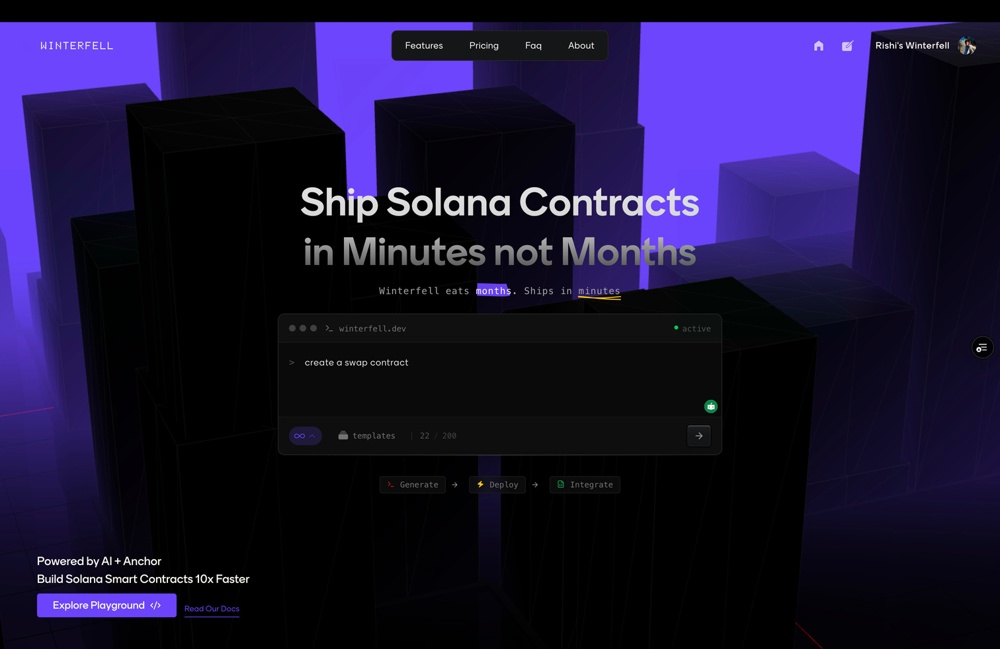 WINTERFELL
Features Pricing Faq About
Rishi's Winterfell
Ship Solana Contracts
in Minutes not Months
Winterfell eats months. Ships in minutes
>_ winterfell.dev
active
> create a swap contract
templates | 22 / 200
>_ Generate → Deploy → Integrate
Powered by AI + Anchor
Build Solana Smart Contracts 10x Faster
Explore Playground </>
Read Our Docs